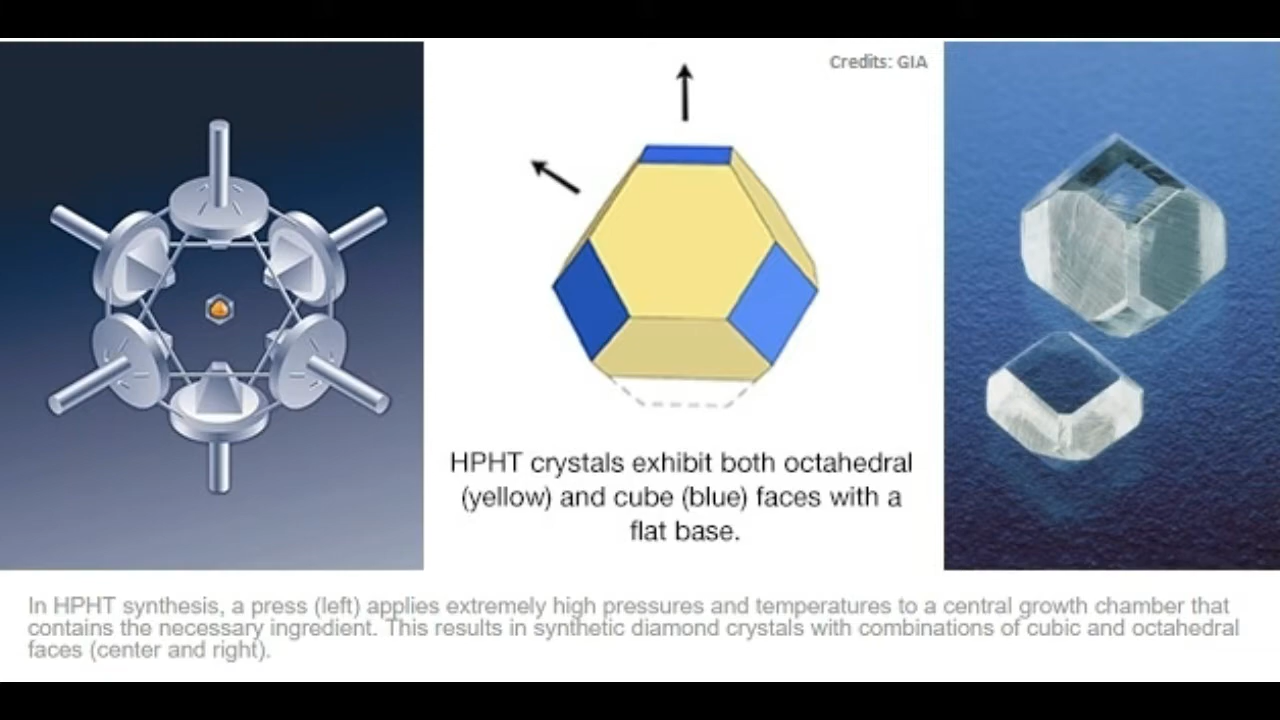 Credits: GIA
HPHT crystals exhibit both octahedral
(yellow) and cube (blue) faces with a
flat base.
In HPHT synthesis, a press (left) applies extremely high pressures and temperatures to a central growth chamber that
contains the necessary ingredient. This results in synthetic diamond crystals with combinations of cubic and octahedral
faces (center and right).